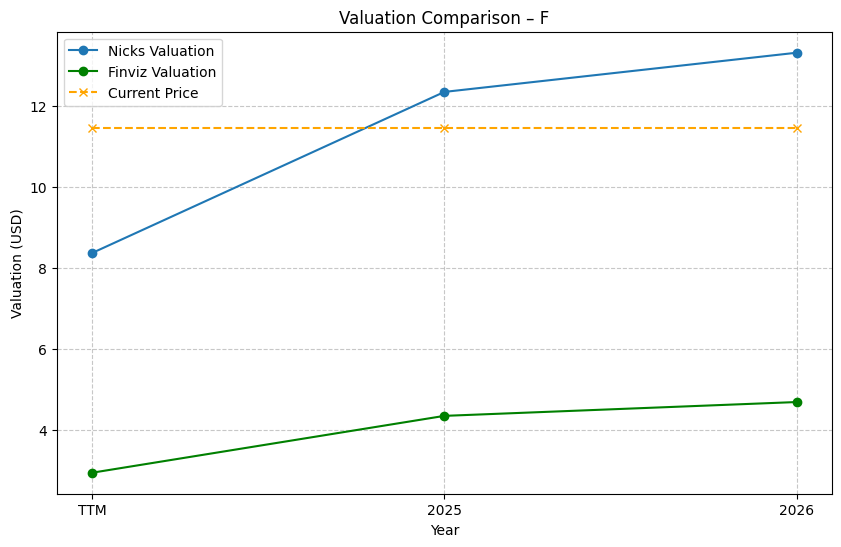 Valuation Comparison – F
Nicks Valuation
Finviz Valuation
Current Price
Valuation (USD)
12
10
8
6
4
TTM
2025
2026
Year